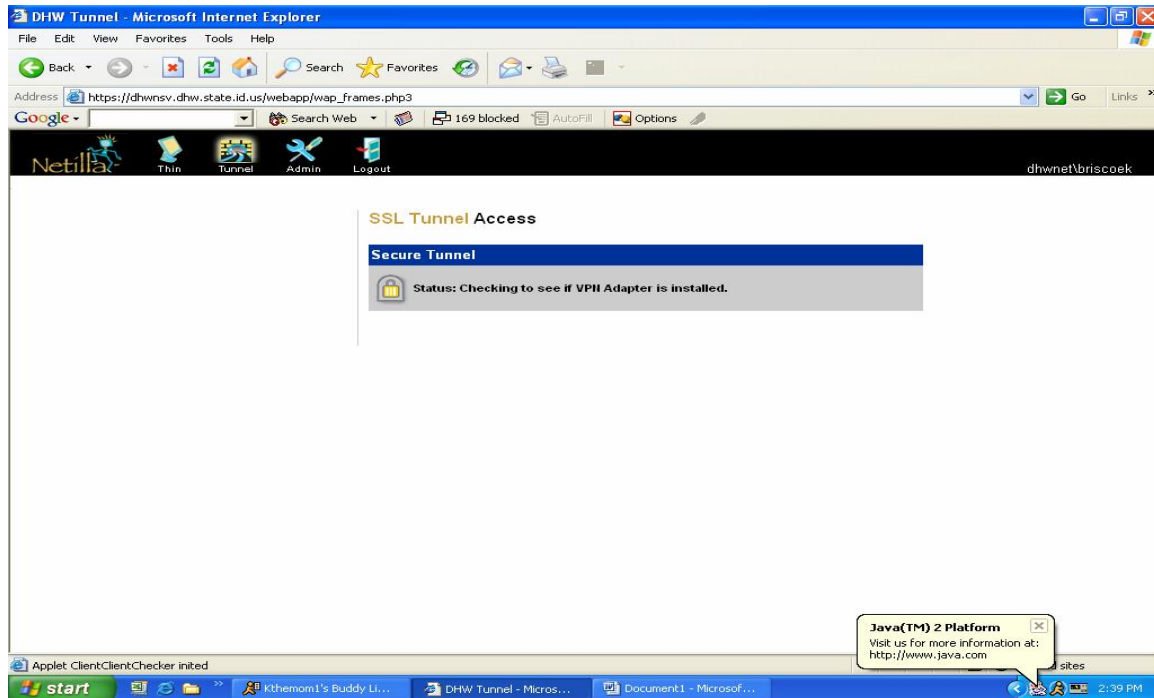 DHW Tunnel - Microsoft Internet Explorer
File Edit View Favorites Tools Help
Back Search Favorites
Address https://dhwnsv.dhw.state.id.us/webapp/wap_frames.php3 Go Links »
Google Search Web 169 blocked AutoFill Options
Netilla Thin Tunnel Admin Logout dhwnet\briscoek
SSL Tunnel Access
Secure Tunnel
Status: Checking to see if VPN Adapter is installed.
Java(TM) 2 Platform
Visit us for more information at:
http://www.java.com
Applet ClientClientChecker inited sites
start » Kthemom1's Buddy Li... DHW Tunnel - Micros... Document1 - Microsof... 2:39 PM